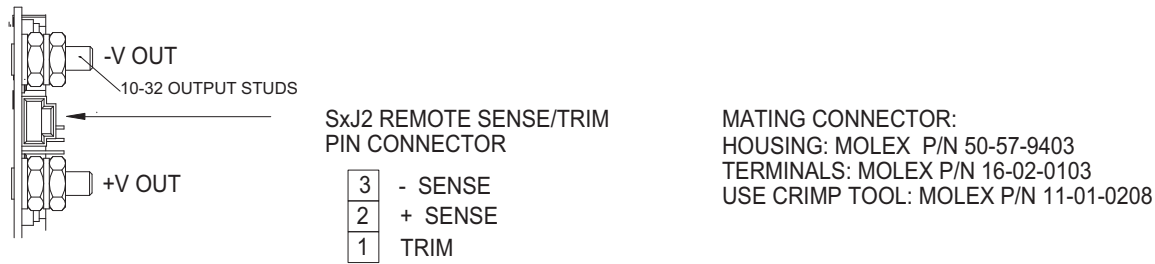 -V OUT
10-32 OUTPUT STUDS
+V OUT
SxJ2 REMOTE SENSE/TRIM
PIN CONNECTOR
3 - SENSE
2 + SENSE
1 TRIM
MATING CONNECTOR:
HOUSING: MOLEX P/N 50-57-9403
TERMINALS: MOLEX P/N 16-02-0103
USE CRIMP TOOL: MOLEX P/N 11-01-0208